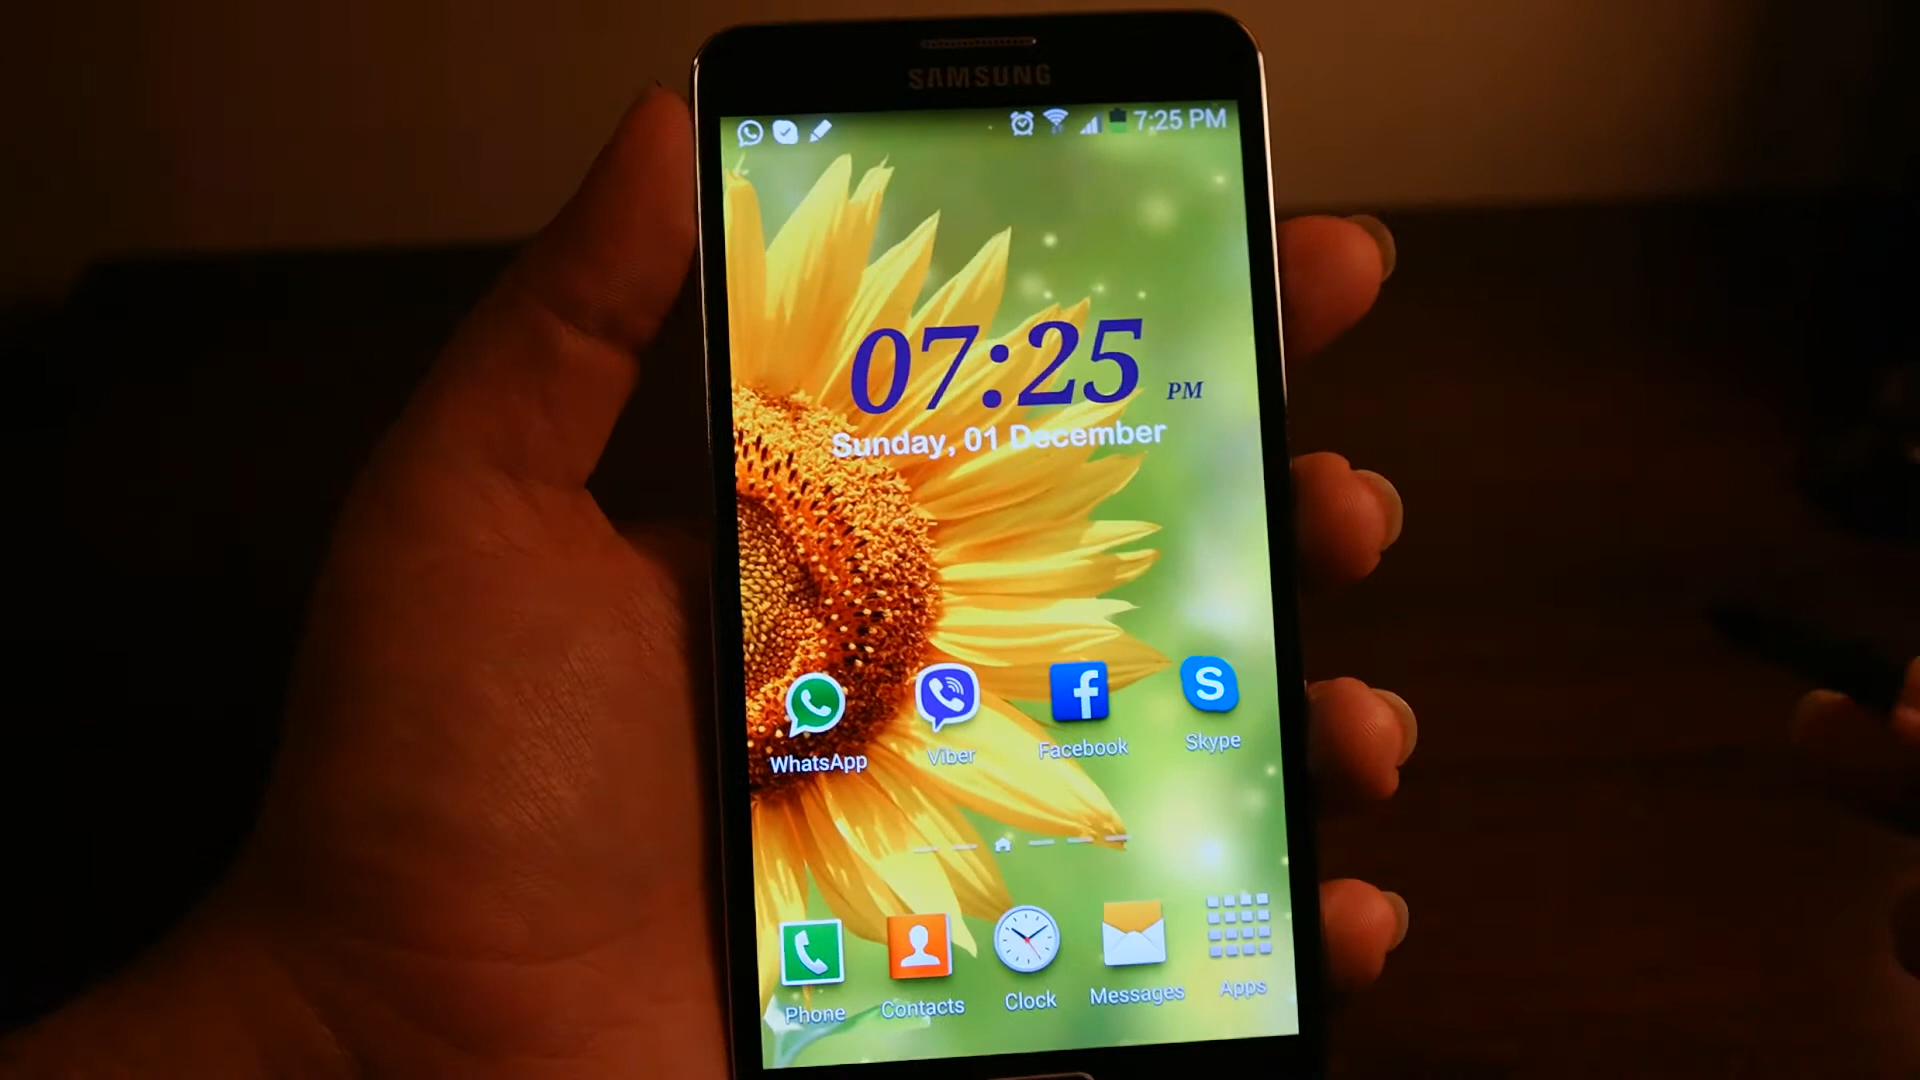 SAMSUNG
7:25 PM
07:25 PM
Sunday, 01 December
WhatsApp
Viber
Facebook
Skype
Phone
Contacts
Clock
Messages
Apps